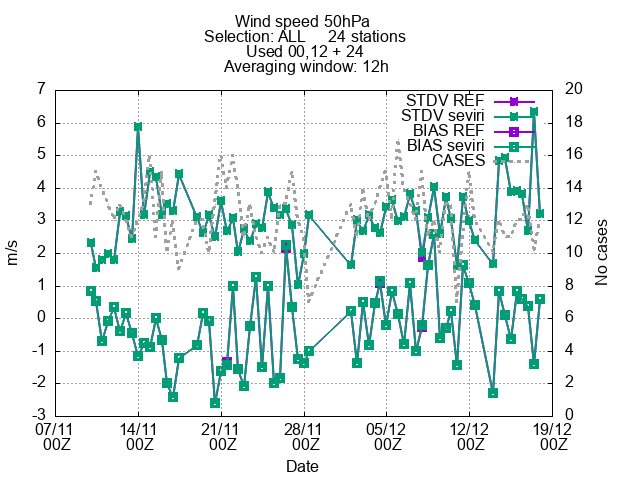 Wind speed 50hPa
Selection: ALL     24 stations
Used 00,12 + 24
Averaging window: 12h
STDV REF
STDV seviri
BIAS REF
BIAS seviri
CASES
7
6
5
4
3
2
1
0
-1
-2
-3
m/s
20
18
16
14
12
10
8
6
4
2
0
No cases
07/11 14/11 21/11 28/11 05/12 12/12 19/12
00Z 00Z 00Z 00Z 00Z 00Z 00Z
Date